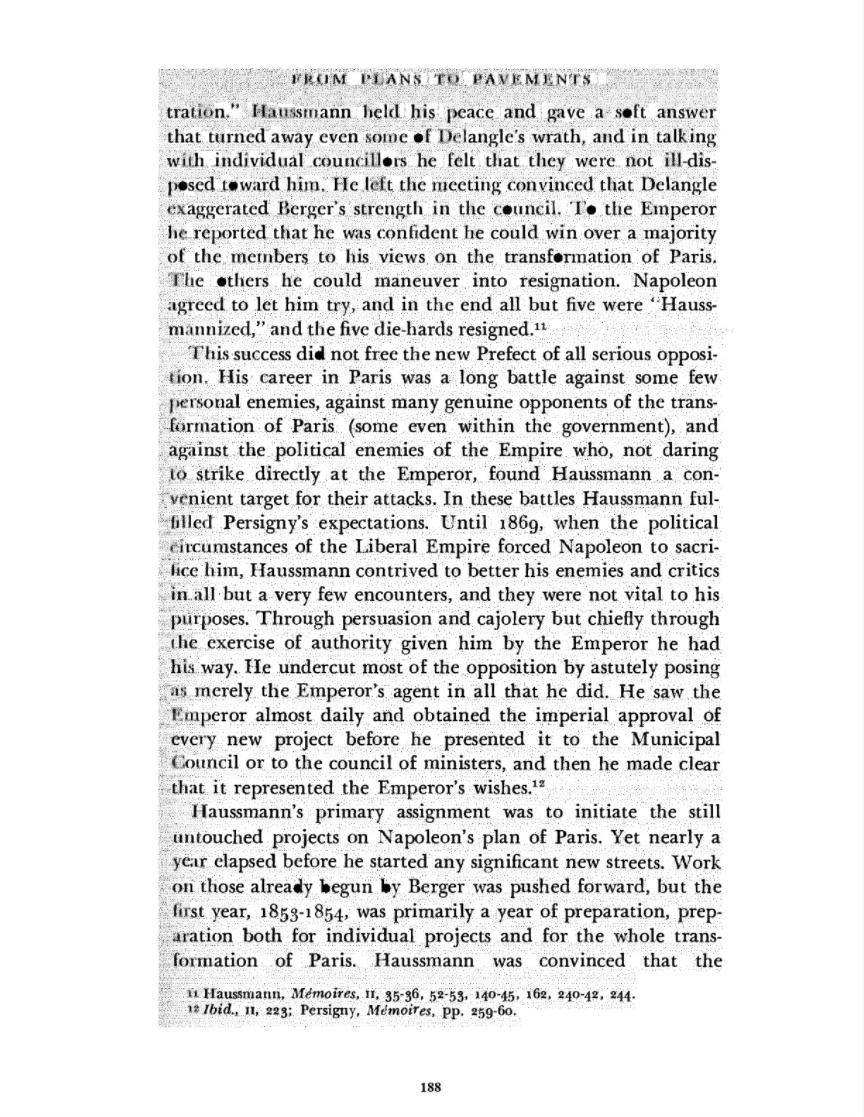 FROM PLANS TO PAVEMENTS
tration." Haussmann held his peace and gave a soft answer
that turned away even some of Delangle's wrath, and in talking
with individual councillors he felt that they were not ill-dis-
posed toward him. He left the meeting convinced that Delangle
exaggerated Berger's strength in the council. To the Emperor
he reported that he was confident he could win over a majority
of the members to his views on the transformation of Paris.
The others he could maneuver into resignation. Napoleon
agreed to let him try, and in the end all but five were "Hauss-
mannized," and the five die-hards resigned.¹¹
This success did not free the new Prefect of all serious opposi-
tion. His career in Paris was a long battle against some few
personal enemies, against many genuine opponents of the trans-
formation of Paris (some even within the government), and
against the political enemies of the Empire who, not daring
to strike directly at the Emperor, found Haussmann a con-
venient target for their attacks. In these battles Haussmann ful-
filled Persigny's expectations. Until 1869, when the political
circumstances of the Liberal Empire forced Napoleon to sacri-
fice him, Haussmann contrived to better his enemies and critics
in all but a very few encounters, and they were not vital to his
purposes. Through persuasion and cajolery but chiefly through
the exercise of authority given him by the Emperor he had
his way. He undercut most of the opposition by astutely posing
as merely the Emperor's agent in all that he did. He saw the
Emperor almost daily and obtained the imperial approval of
every new project before he presented it to the Municipal
Council or to the council of ministers, and then he made clear
that it represented the Emperor's wishes.¹²
Haussmann's primary assignment was to initiate the still
untouched projects on Napoleon's plan of Paris. Yet nearly a
year elapsed before he started any significant new streets. Work
on those already begun by Berger was pushed forward, but the
first year, 1853-1854, was primarily a year of preparation, prep-
aration both for individual projects and for the whole trans-
formation of Paris. Haussmann was convinced that the
¹¹ Haussmann, Mémoires, II, 35-36, 52-53, 140-45, 162, 240-42, 244.
¹² Ibid., II, 223; Persigny, Mémoires, pp. 259-60.
188